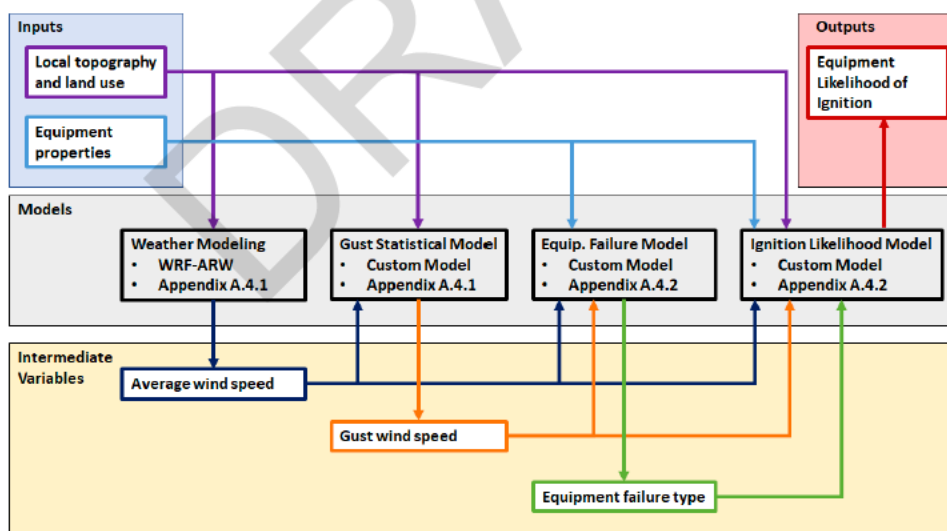 Inputs
Local topography
and land use
Equipment
properties
Outputs
Equipment
Likelihood of
Ignition
Models
Weather Modeling
• WRF-ARW
• Appendix A.4.1
Gust Statistical Model
• Custom Model
• Appendix A.4.1
Equip. Failure Model
• Custom Model
• Appendix A.4.2
Ignition Likelihood Model
• Custom Model
• Appendix A.4.2
Intermediate
Variables
Average wind speed
Gust wind speed
Equipment failure type